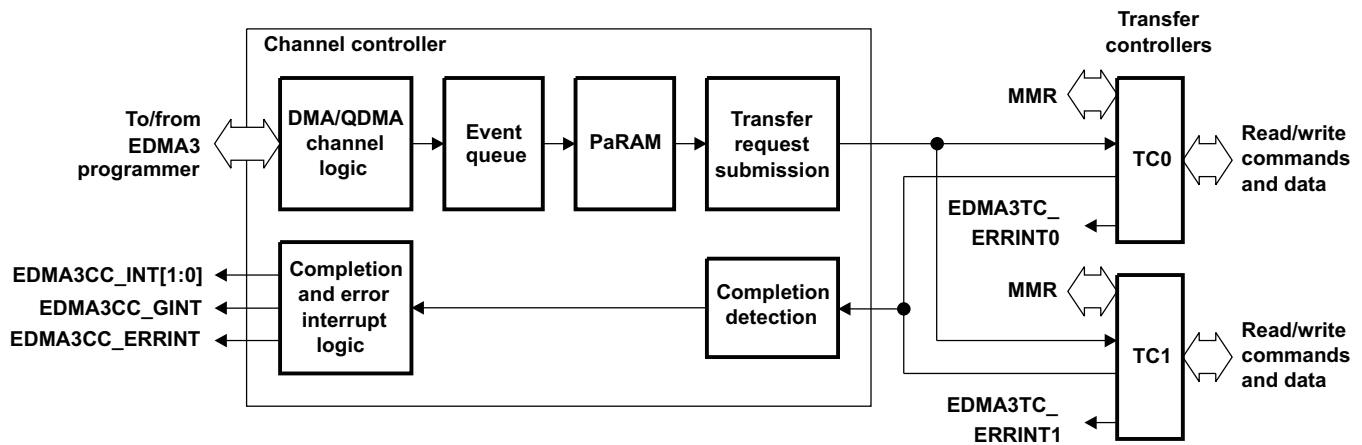 Channel controller
Transfer
controllers
To/from
EDMA3
programmer
DMA/QDMA
channel
logic
Event
queue
PaRAM
Transfer
request
submission
MMR
TC0
Read/write
commands
and data
EDMA3TC_
ERRINT0
EDMA3CC_INT[1:0]
EDMA3CC_GINT
EDMA3CC_ERRINT
Completion
and error
interrupt
logic
Completion
detection
MMR
TC1
Read/write
commands
and data
EDMA3TC_
ERRINT1